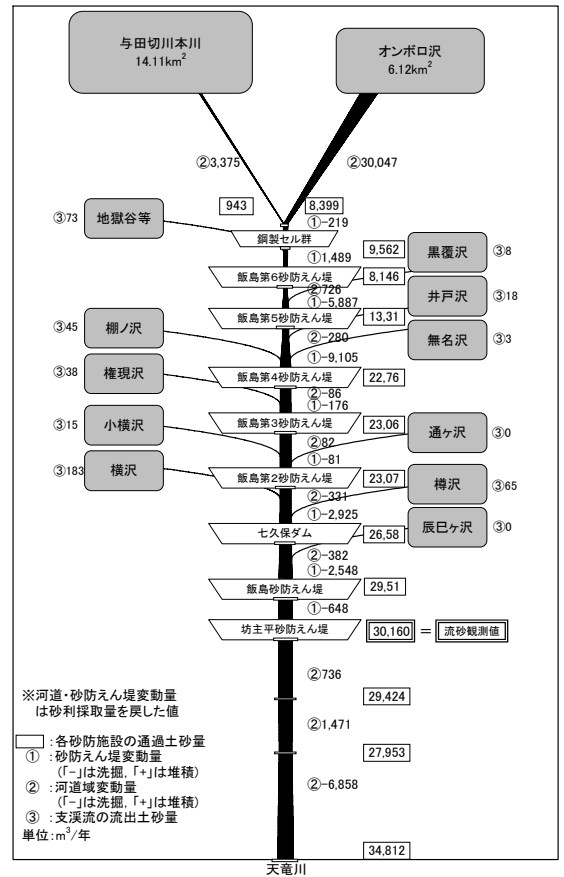 与田切川本川
14.11km²
オンボロ沢
6.12km²
②3,375
②30,047
943
8,399
③73
地獄谷等
①-219
鋼製セル群
①1,489
9,562
黒覆沢
③8
飯島第6砂防えん堤
8,146
②726
①-5,887
井戸沢
③18
飯島第5砂防えん堤
13,31
②-280
③45
棚ノ沢
無名沢
③3
①-9,105
③38
権現沢
飯島第4砂防えん堤
22,76
②-86
①-176
③15
小横沢
飯島第3砂防えん堤
23,06
通ヶ沢
③0
②82
①-81
③183
横沢
飯島第2砂防えん堤
23,07
樽沢
③65
②-331
①-2,925
七久保ダム
26,58
辰巳ヶ沢
③0
②-382
①-2,548
飯島砂防えん堤
29,51
①-648
坊主平砂防えん堤
30,160 = 流砂観測値
②736
29,424
②1,471
27,953
②-6,858
34,812
天竜川
※河道・砂防えん堤変動量
は砂利採取量を戻した値
:各砂防施設の通過土砂量
① :砂防えん堤変動量
(「-」は洗掘,「+」は堆積)
② :河道域変動量
(「-」は洗掘,「+」は堆積)
③ :支渓流の流出土砂量
単位:m³/年